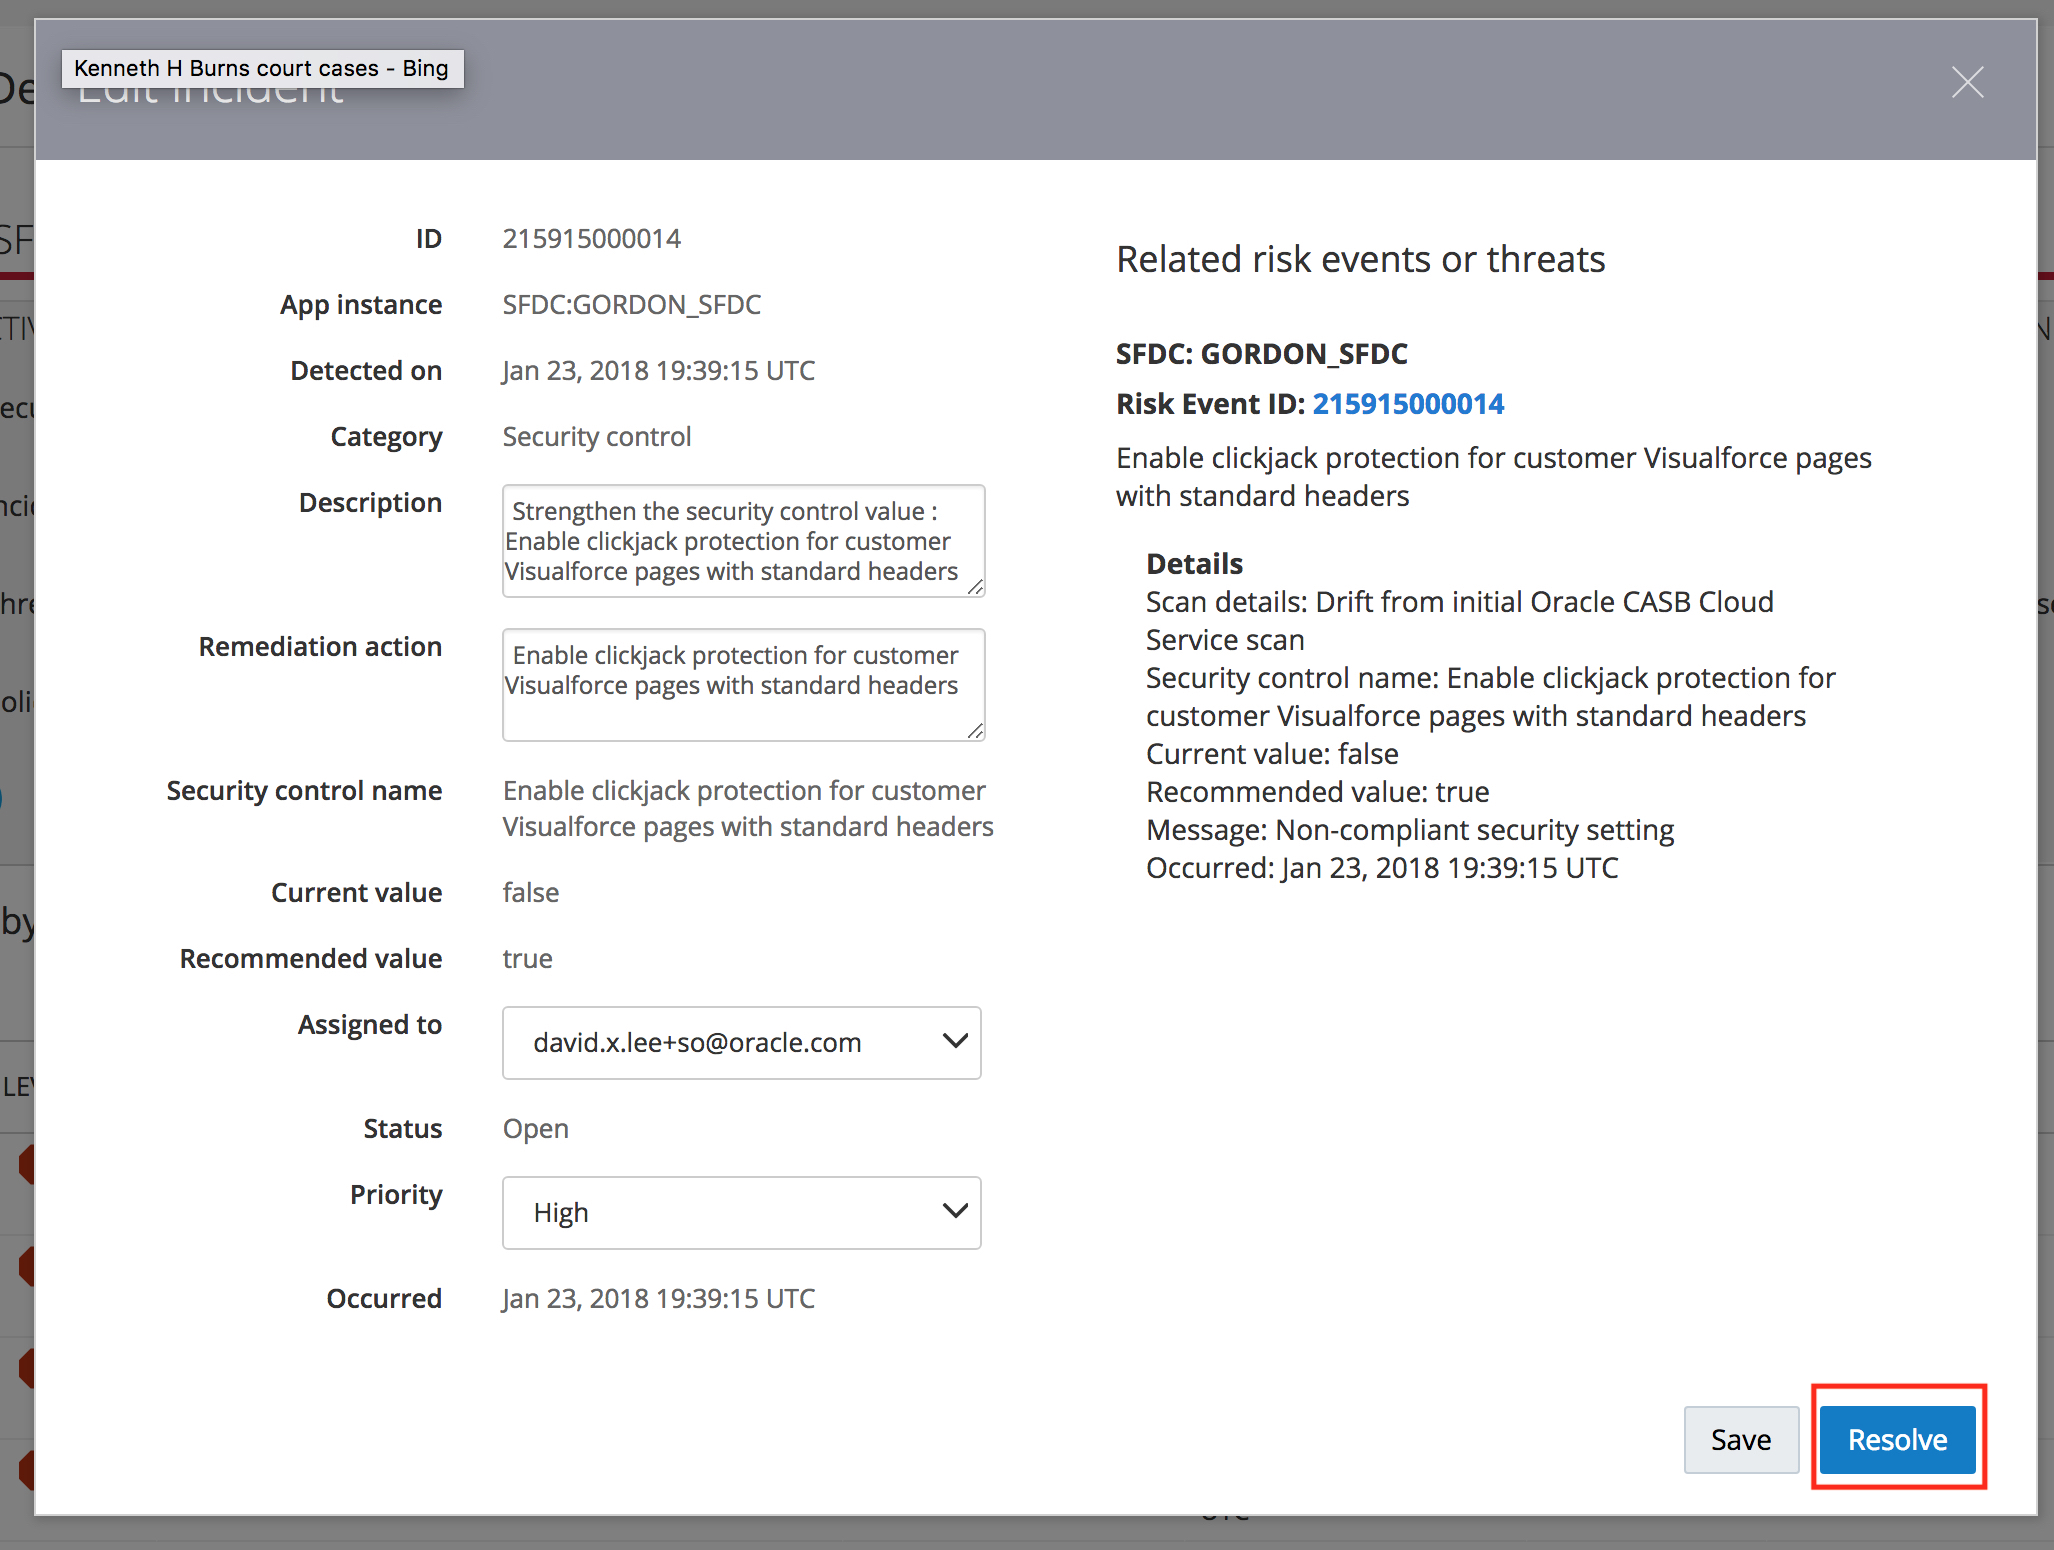 Kenneth H Burns court cases - Bing
Edit Incident
ID 215915000014
App instance SFDC:GORDON_SFDC
Detected on Jan 23, 2018 19:39:15 UTC
Category Security control
Description Strengthen the security control value :
Enable clickjack protection for customer
Visualforce pages with standard headers
Remediation action Enable clickjack protection for customer
Visualforce pages with standard headers
Security control name Enable clickjack protection for customer
Visualforce pages with standard headers
Current value false
Recommended value true
Assigned to david.x.lee+so@oracle.com
Status Open
Priority High
Occurred Jan 23, 2018 19:39:15 UTC
Related risk events or threats
SFDC: GORDON_SFDC
Risk Event ID: 215915000014
Enable clickjack protection for customer Visualforce pages
with standard headers
Details
Scan details: Drift from initial Oracle CASB Cloud
Service scan
Security control name: Enable clickjack protection for
customer Visualforce pages with standard headers
Current value: false
Recommended value: true
Message: Non-compliant security setting
Occurred: Jan 23, 2018 19:39:15 UTC
Save Resolve
by